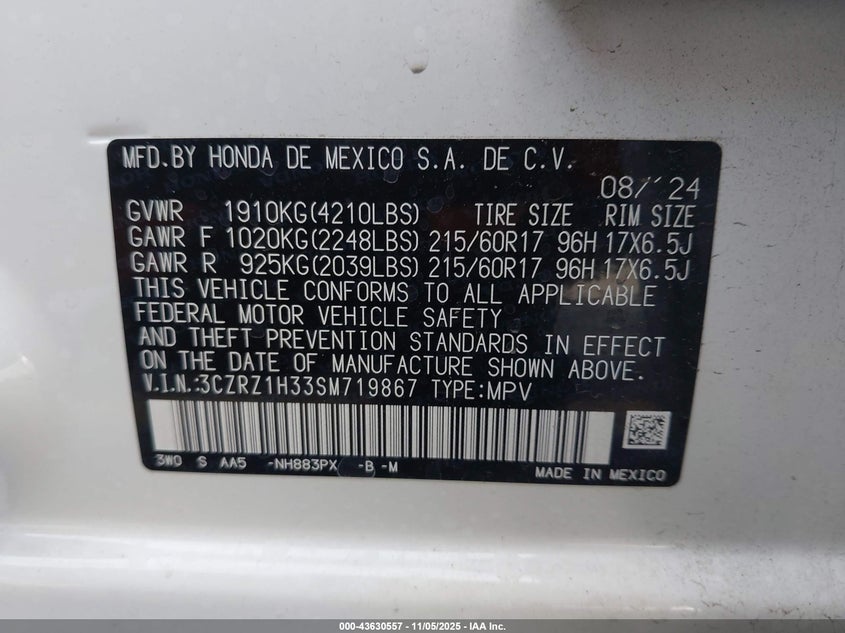 MFD.BY HONDA DE MEXICO S.A. DE C.V.
08/'24
GVWR 1910KG(4210LBS) TIRE SIZE RIM SIZE
GAWR F 1020KG(2248LBS) 215/60R17 96H 17X6.5J
GAWR R 925KG(2039LBS) 215/60R17 96H 17X6.5J
THIS VEHICLE CONFORMS TO ALL APPLICABLE
FEDERAL MOTOR VEHICLE SAFETY
AND THEFT PREVENTION STANDARDS IN EFFECT
ON THE DATE OF MANUFACTURE SHOWN ABOVE.
V.I.N.:3CZRZ1H33SM719867 TYPE:MPV
3W0 S AA5 -NH883PX -B -M
MADE IN MEXICO
000-43630557 - 11/05/2025 - IAA Inc.